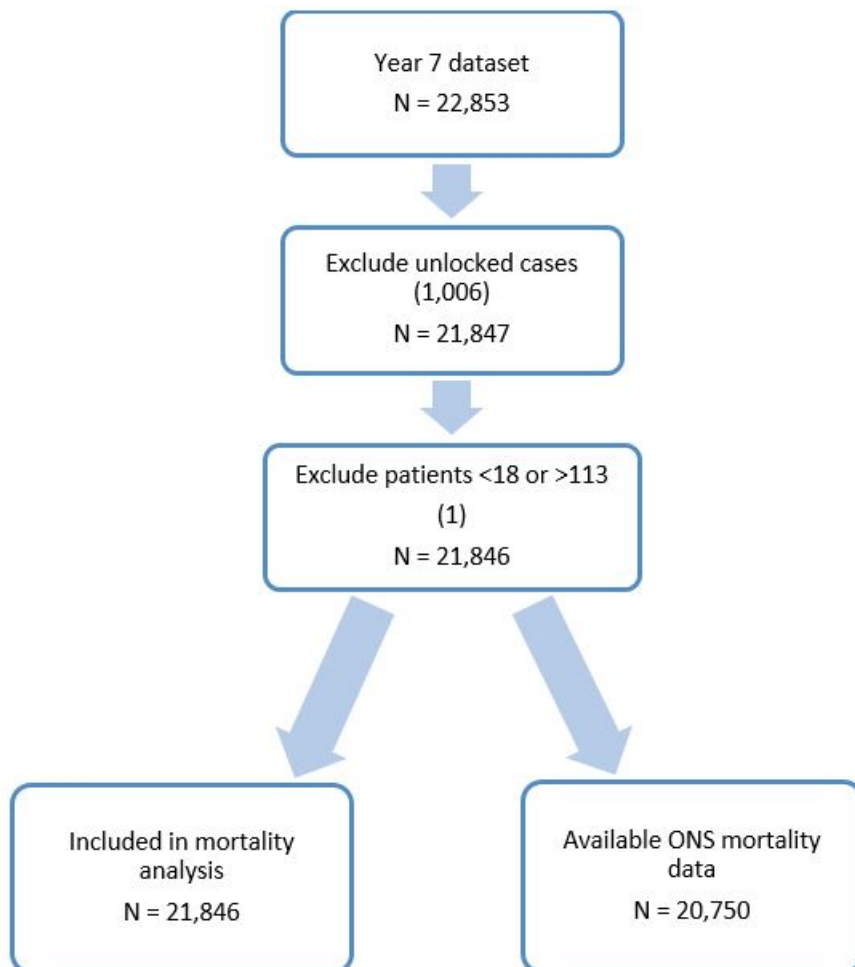 Year 7 dataset
N = 22,853
Exclude unlocked cases
(1,006)
N = 21,847
Exclude patients <18 or >113
(1)
N = 21,846
Included in mortality
analysis
N = 21,846
Available ONS mortality
data
N = 20,750